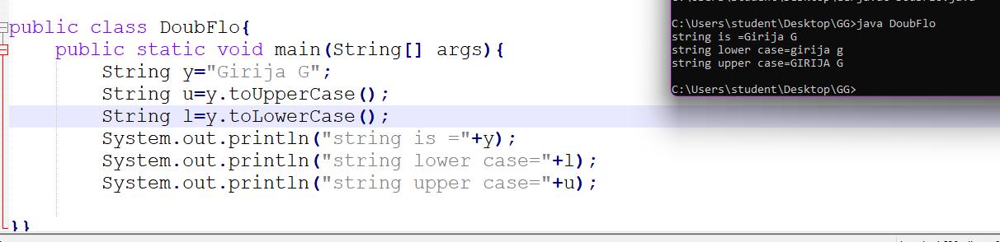 public class DoubFlo{
public static void main(String[] args){
String y="Girija G";
String u=y.toUpperCase();
String l=y.toLowerCase();
System.out.println("string is ="+y);
System.out.println("string lower case="+l);
System.out.println("string upper case="+u);
}}
C:\Users\student\Desktop\GG>java DoubFlo
string is =Girija G
string lower case=girija g
string upper case=GIRIJA G
C:\Users\student\Desktop\GG>